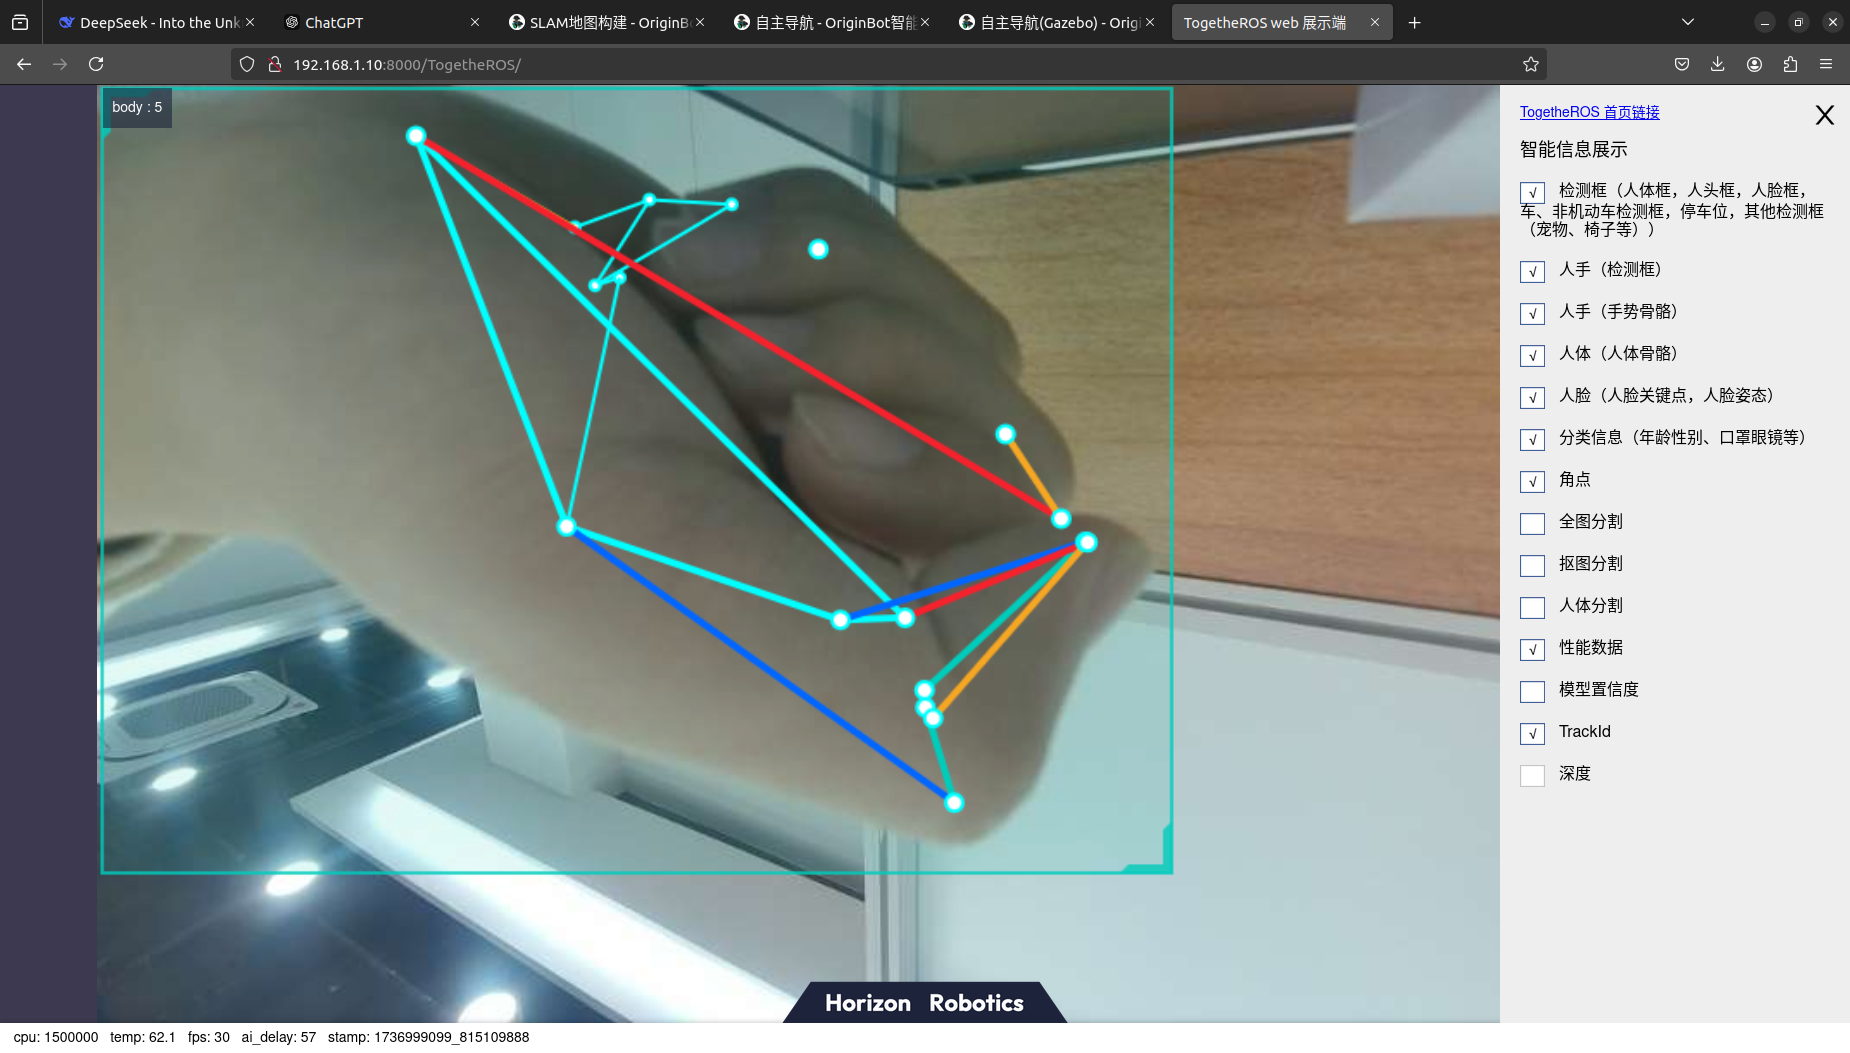 DeepSeek - Into the Unk
ChatGPT
SLAM地图构建 - OriginB
自主导航 - OriginBot智能
自主导航(Gazebo) - Orig
TogetheROS web 展示端
192.168.1.10:8000/TogetheROS/
body : 5
TogetheROS 首页链接
X
智能信息展示
√ 检测框（人体框，人头框，人脸框，
车、非机动车检测框，停车位，其他检测框
（宠物、椅子等））
√ 人手（检测框）
√ 人手（手势骨骼）
√ 人体（人体骨骼）
√ 人脸（人脸关键点，人脸姿态）
√ 分类信息（年龄性别、口罩眼镜等）
√ 角点
全图分割
抠图分割
人体分割
√ 性能数据
模型置信度
√ TrackId
深度
Horizon Robotics
cpu: 1500000 temp: 62.1 fps: 30 ai_delay: 57 stamp: 1736999099_815109888